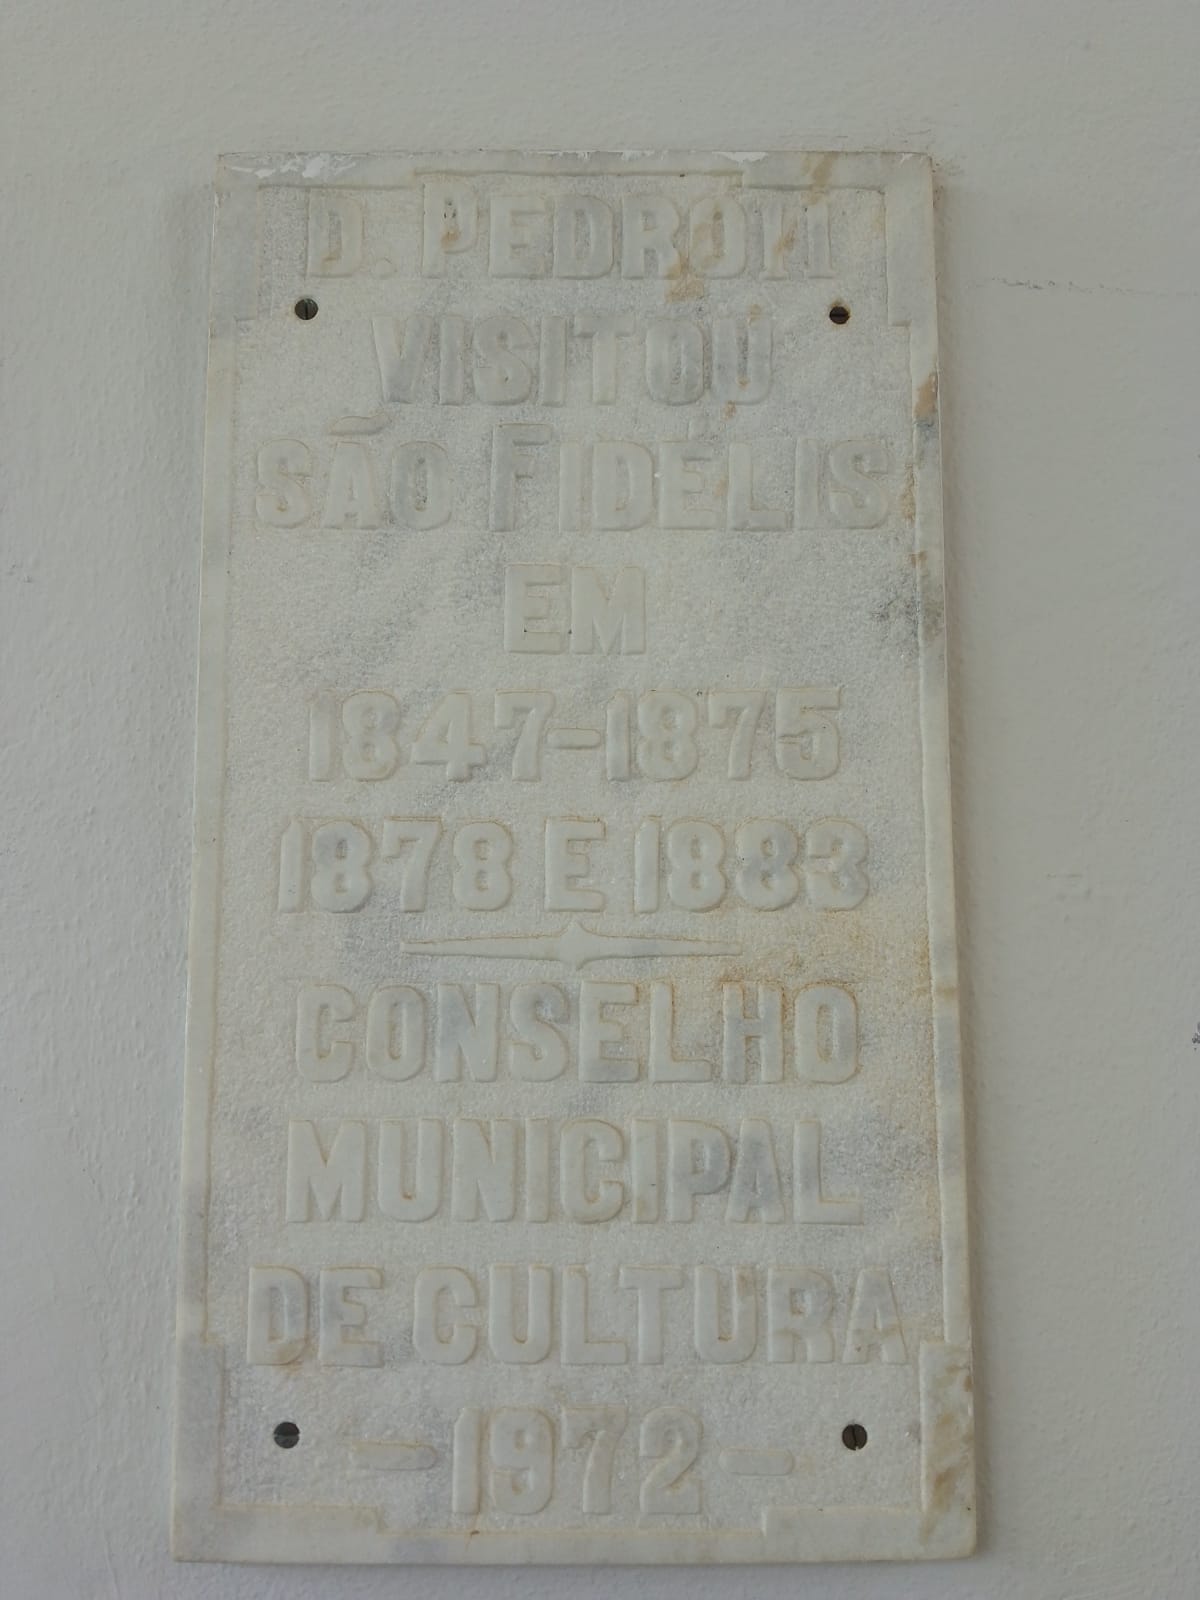 D. PEDRO II
VISITOU
SÃO FIDÉLIS
EM
1847-1875
1878 E 1883
CONSELHO
MUNICIPAL
DE CULTURA
- 1972 -